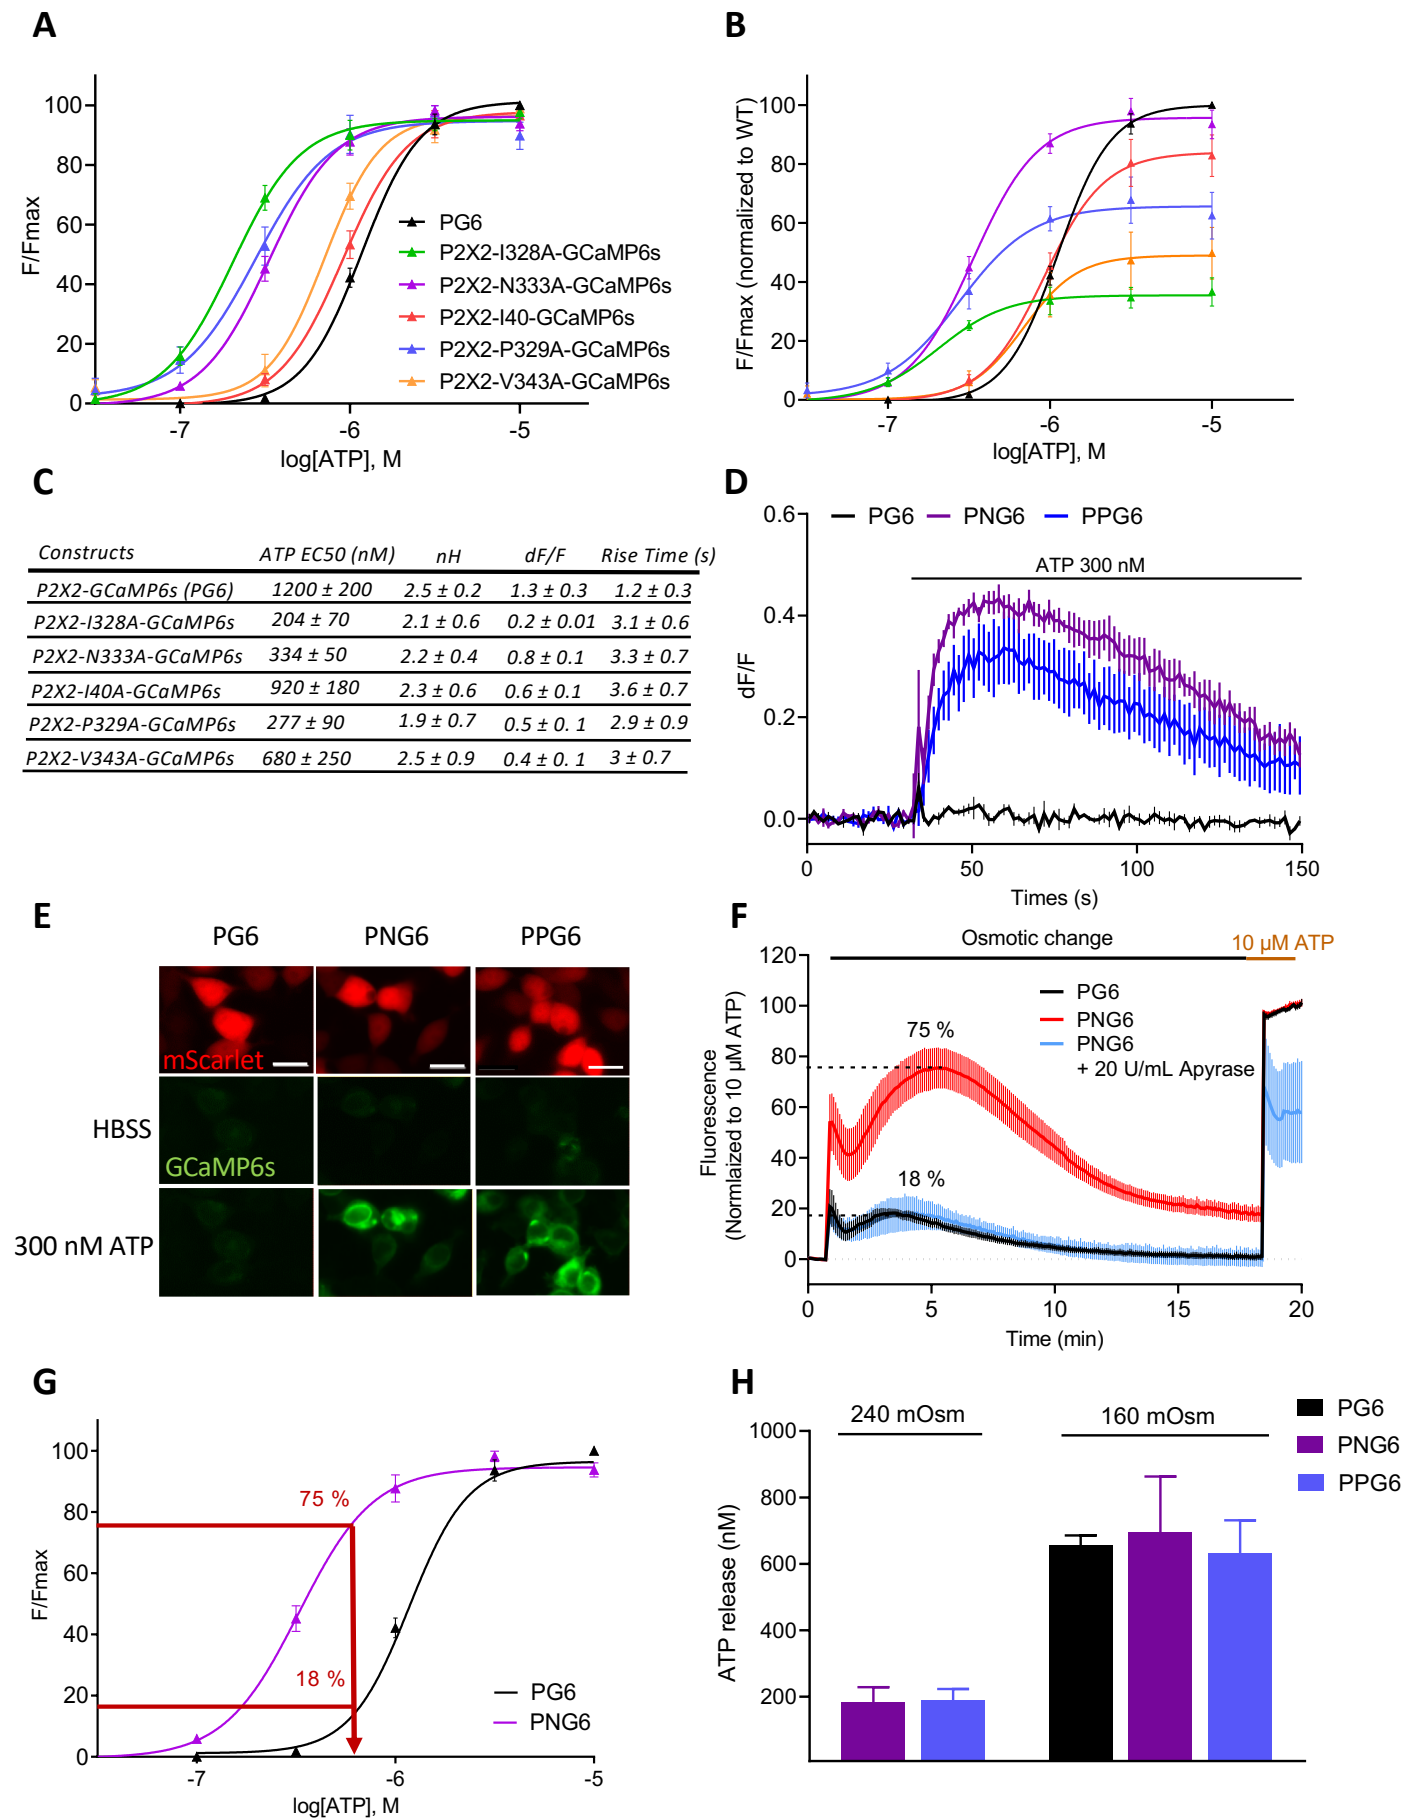 A
F/Fmax
100
80
60
40
20
0
-7
-6
-5
log[ATP], M
PG6
P2X2-I328A-GCaMP6s
P2X2-N333A-GCaMP6s
P2X2-I40-GCaMP6s
P2X2-P329A-GCaMP6s
P2X2-V343A-GCaMP6s
B
F/Fmax (normalized to WT)
100
80
60
40
20
0
-7
-6
-5
log[ATP], M
C
Constructs ATP EC50 (nM) nH dF/F Rise Time (s)
P2X2-GCaMP6s (PG6) 1200 ± 200 2.5 ± 0.2 1.3 ± 0.3 1.2 ± 0.3
P2X2-I328A-GCaMP6s 204 ± 70 2.1 ± 0.6 0.2 ± 0.01 3.1 ± 0.6
P2X2-N333A-GCaMP6s 334 ± 50 2.2 ± 0.4 0.8 ± 0.1 3.3 ± 0.7
P2X2-I40A-GCaMP6s 920 ± 180 2.3 ± 0.6 0.6 ± 0.1 3.6 ± 0.7
P2X2-P329A-GCaMP6s 277 ± 90 1.9 ± 0.7 0.5 ± 0. 1 2.9 ± 0.9
P2X2-V343A-GCaMP6s 680 ± 250 2.5 ± 0.9 0.4 ± 0. 1 3 ± 0.7
D
PG6 PNG6 PPG6
ATP 300 nM
dF/F
0.6
0.4
0.2
0.0
0
50
100
150
Times (s)
E
PG6 PNG6 PPG6
mScarlet
HBSS
GCaMP6s
300 nM ATP
F
Osmotic change
10 µM ATP
PG6
PNG6
PNG6
+ 20 U/mL Apyrase
75 %
18 %
Fluorescence
(Normlaized to 10 µM ATP)
120
100
80
60
40
20
0
0
5
10
15
20
Time (min)
G
F/Fmax
100
80
60
40
20
0
75 %
18 %
PG6
PNG6
-7
-6
-5
log[ATP], M
H
240 mOsm
160 mOsm
PG6
PNG6
PPG6
ATP release (nM)
1000
800
600
400
200